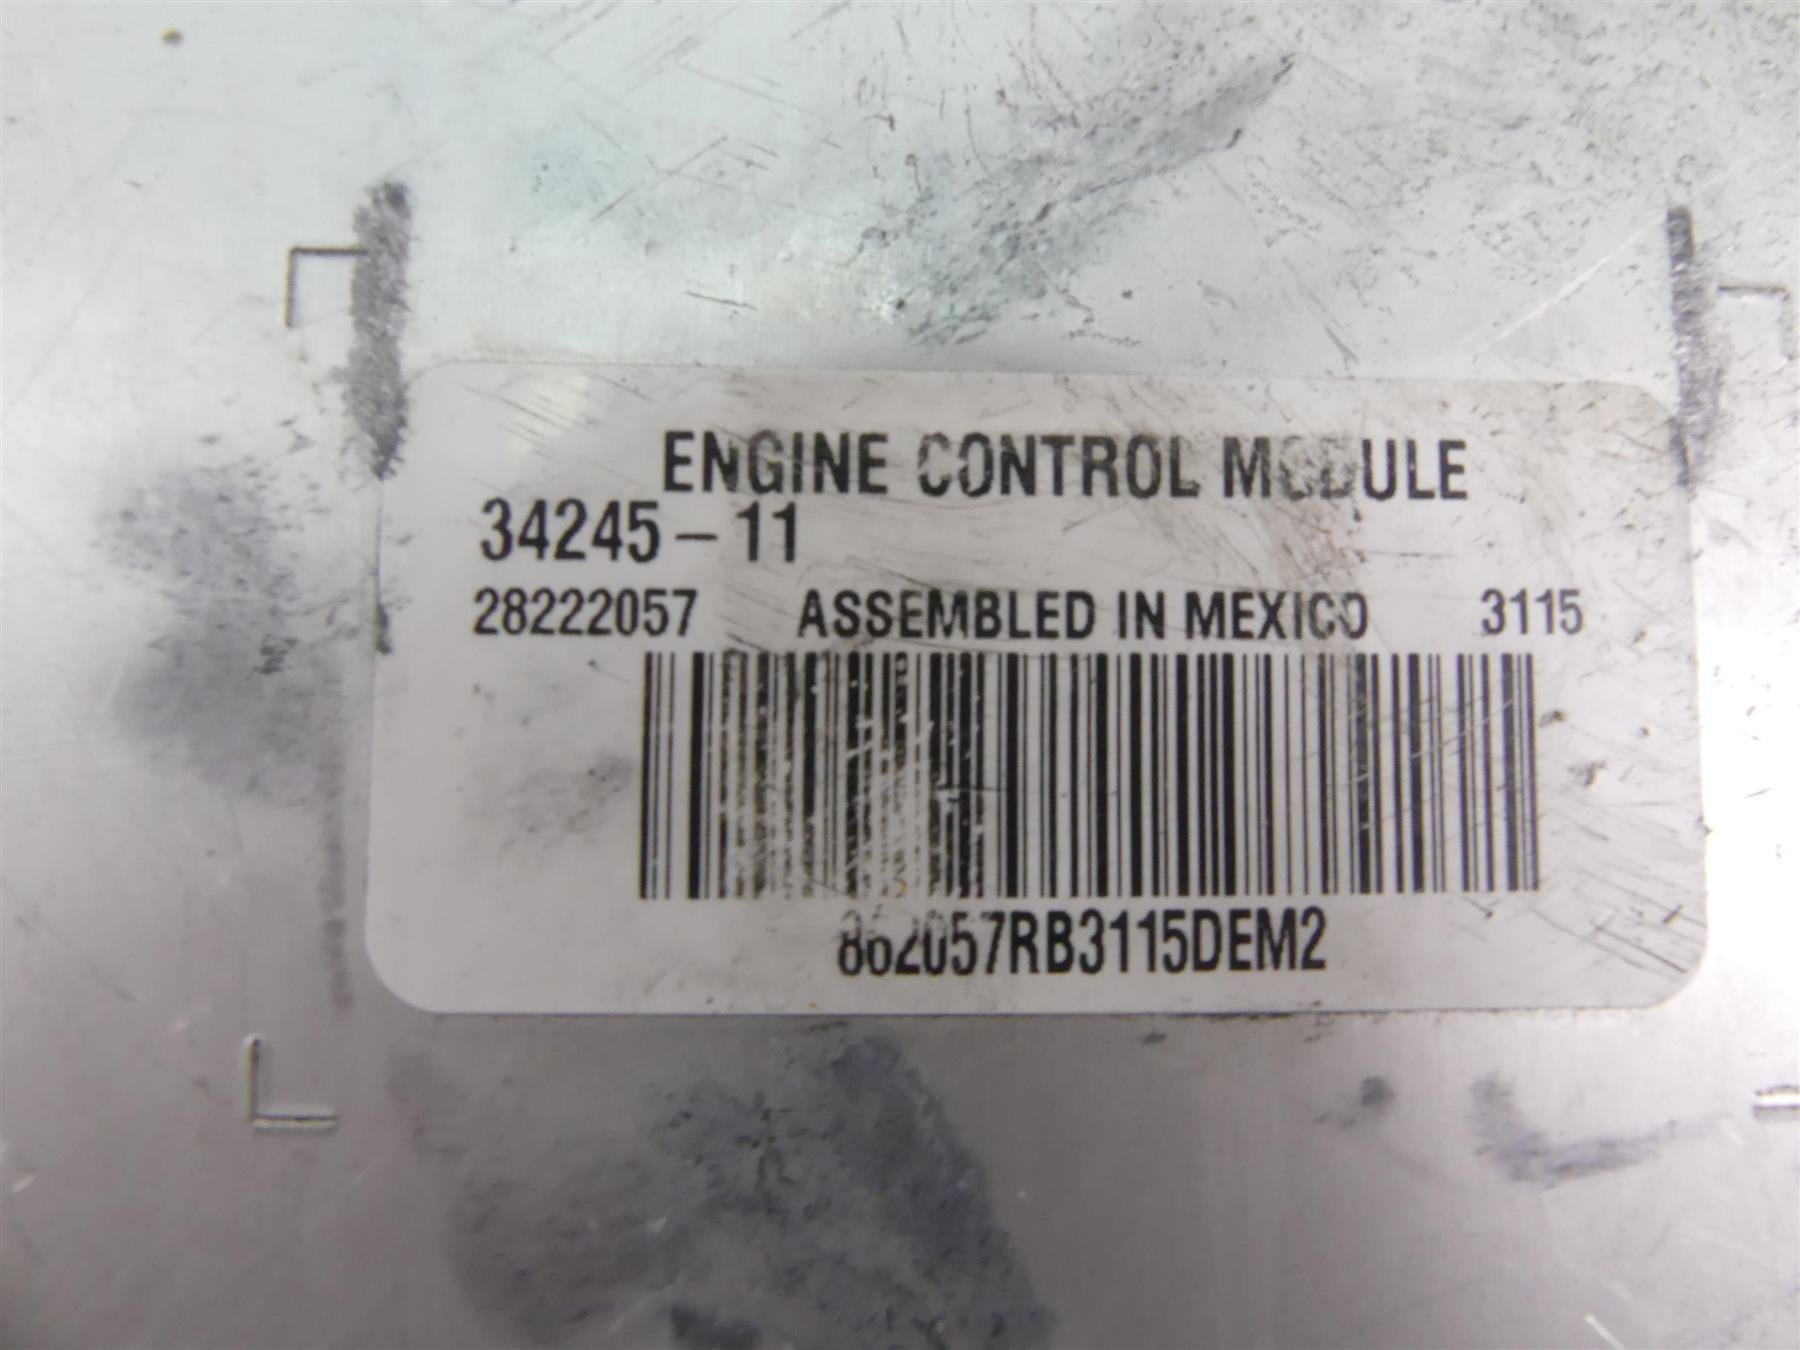 ENGINE CONTROL MODULE
34245-11
28222057 ASSEMBLED IN MEXICO 3115
862057RB3115DEM2